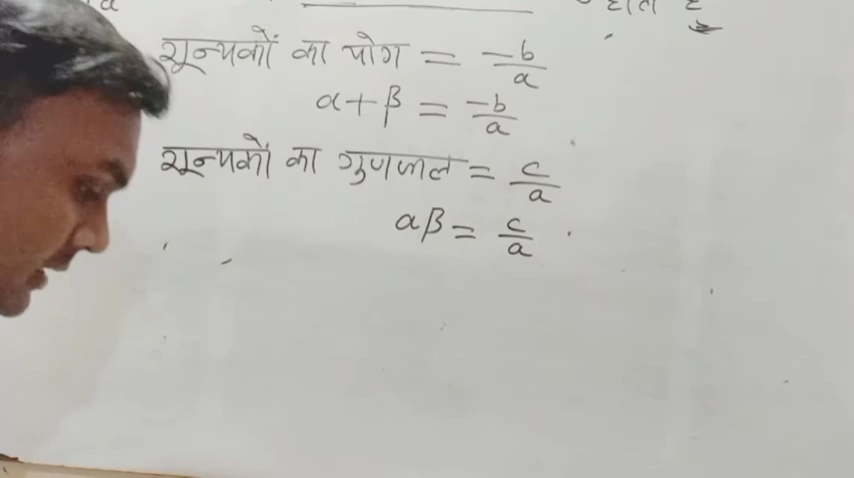 होता है
शून्यकों का योग = -b/a
α+β = -b/a
शून्यकों का गुणनफल = c/a
αβ = c/a